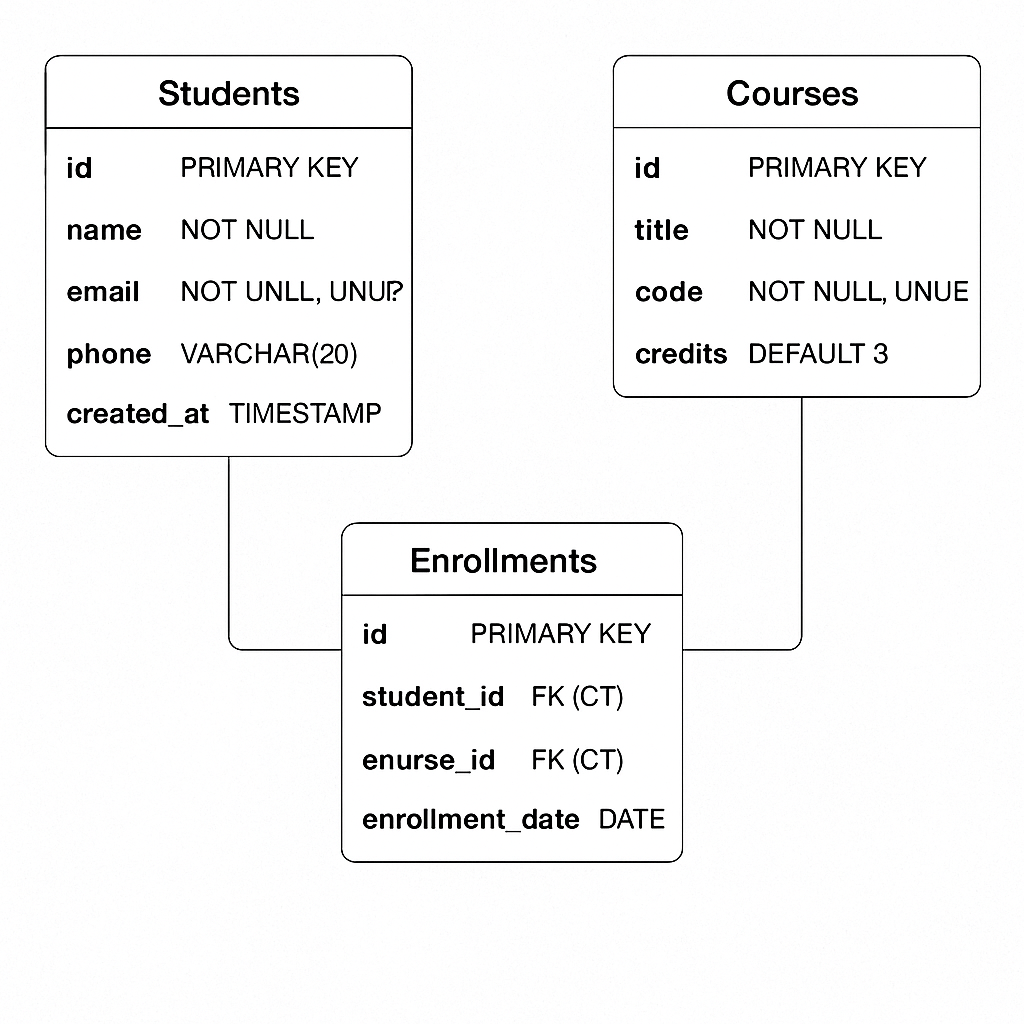 Students
id PRIMARY KEY
name NOT NULL
email NOT UNLL,
phone VARCHAR(20)
created_at TIMESTAMP
Courses
id PRIMARY KEY
title NOT NULL
code NOT NULL, UNUE
credits DEFAULT 3
Enrollments
id PRIMARY KEY
student_id FK (CT)
enurse_id FK (CT)
enrollment_date DATE